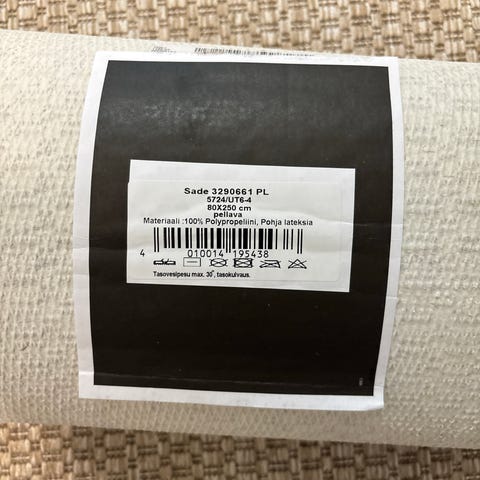 Sade 3290661 PL
5724/UT6-4
80X250 cm
pellava
Materiaali :100% Polypropeliini, Pohja lateksia
4 010014 195438
Tasovesipesu max. 30°, tasokuivaus.